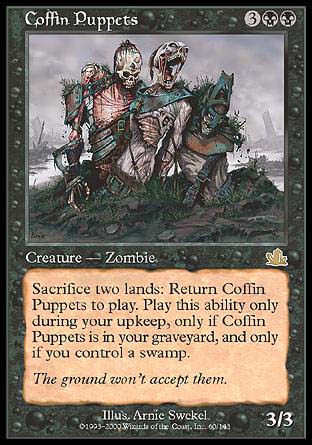 Coffin Puppets 3
Creature — Zombie
Sacrifice two lands: Return Coffin
Puppets to play. Play this ability only
during your upkeep, only if Coffin
Puppets is in your graveyard, and only
if you control a swamp.
The ground won't accept them.
Illus. Arnie Swekel
3/3
©1993-2000 Wizards of the Coast, Inc. 60/143